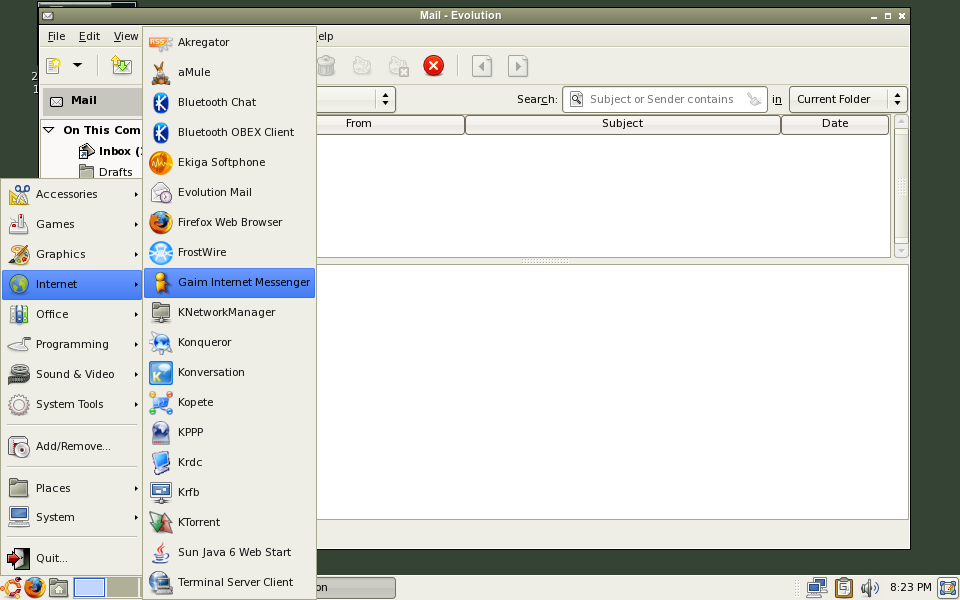 Mail - Evolution
File Edit View elp
2
1
Mail
Search: Subject or Sender contains in Current Folder
From Subject Date
On This Com
Inbox (
Drafts
Accessories
Games
Graphics
Internet
Office
Programming
Sound & Video
System Tools
Add/Remove...
Places
System
Quit...
Akregator
aMule
Bluetooth Chat
Bluetooth OBEX Client
Ekiga Softphone
Evolution Mail
Firefox Web Browser
FrostWire
Gaim Internet Messenger
KNetworkManager
Konqueror
Konversation
Kopete
KPPP
Krdc
Krfb
KTorrent
Sun Java 6 Web Start
Terminal Server Client
on
8:23 PM